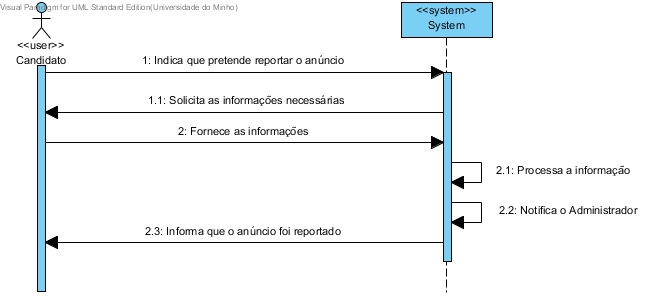 Visual Paradigm for UML Standard Edition(Universidade do Minho)
<<user>>
Candidato
<<system>>
System
1: Indica que pretende reportar o anúncio
1.1: Solicita as informações necessárias
2: Fornece as informações
2.1: Processa a informação
2.2: Notifica o Administrador
2.3: Informa que o anúncio foi reportado